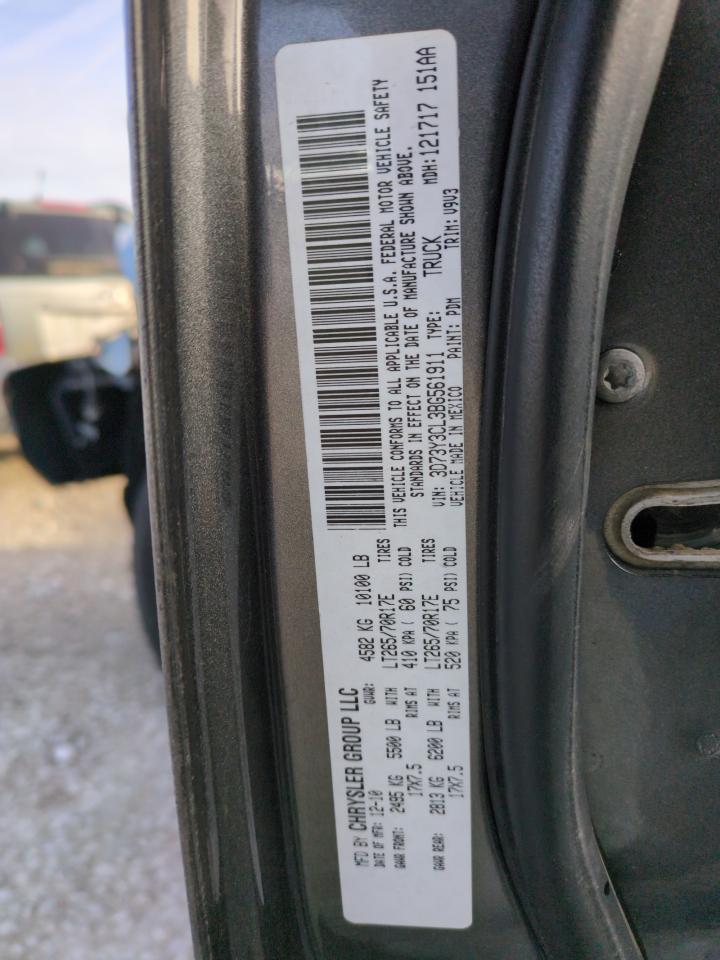 MFD BY CHRYSLER GROUP LLC
DATE OF MFR: 12-10 GVWR: 4582 KG 10100 LB
GAWR FRONT: 2495 KG 5500 LB WITH LT265/70R17E TIRES
17X7.5 RIMS AT 410 KPA ( 60 PSI) COLD
GAWR REAR: 2813 KG 6200 LB WITH LT265/70R17E TIRES
17X7.5 RIMS AT 520 KPA ( 75 PSI) COLD
THIS VEHICLE CONFORMS TO ALL APPLICABLE U.S.A. FEDERAL MOTOR VEHICLE SAFETY
STANDARDS IN EFFECT ON THE DATE OF MANUFACTURE SHOWN ABOVE.
VIN: 3D73Y3CL3BG561911 TYPE: TRUCK MDH: 121717 151AA
VEHICLE MADE IN MEXICO PAINT: PDM TRIM: V9V3